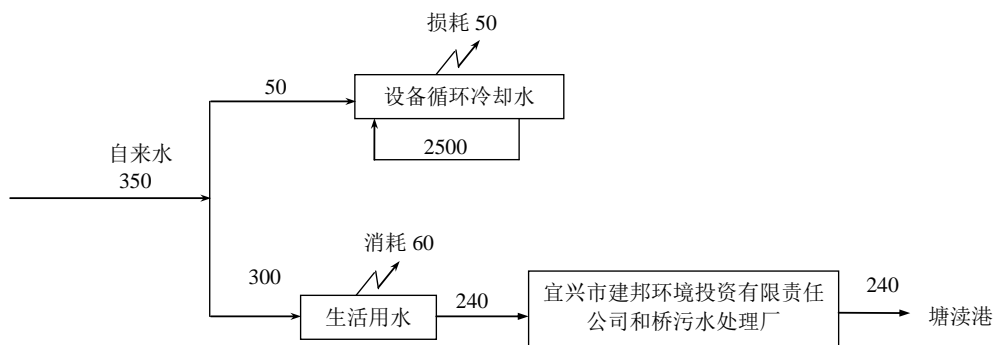 损耗 50
50
设备循环冷却水
2500
自来水
350
消耗 60
300
生活用水
240
宜兴市建邦环境投资有限责任
公司和桥污水处理厂
240
塘渎港